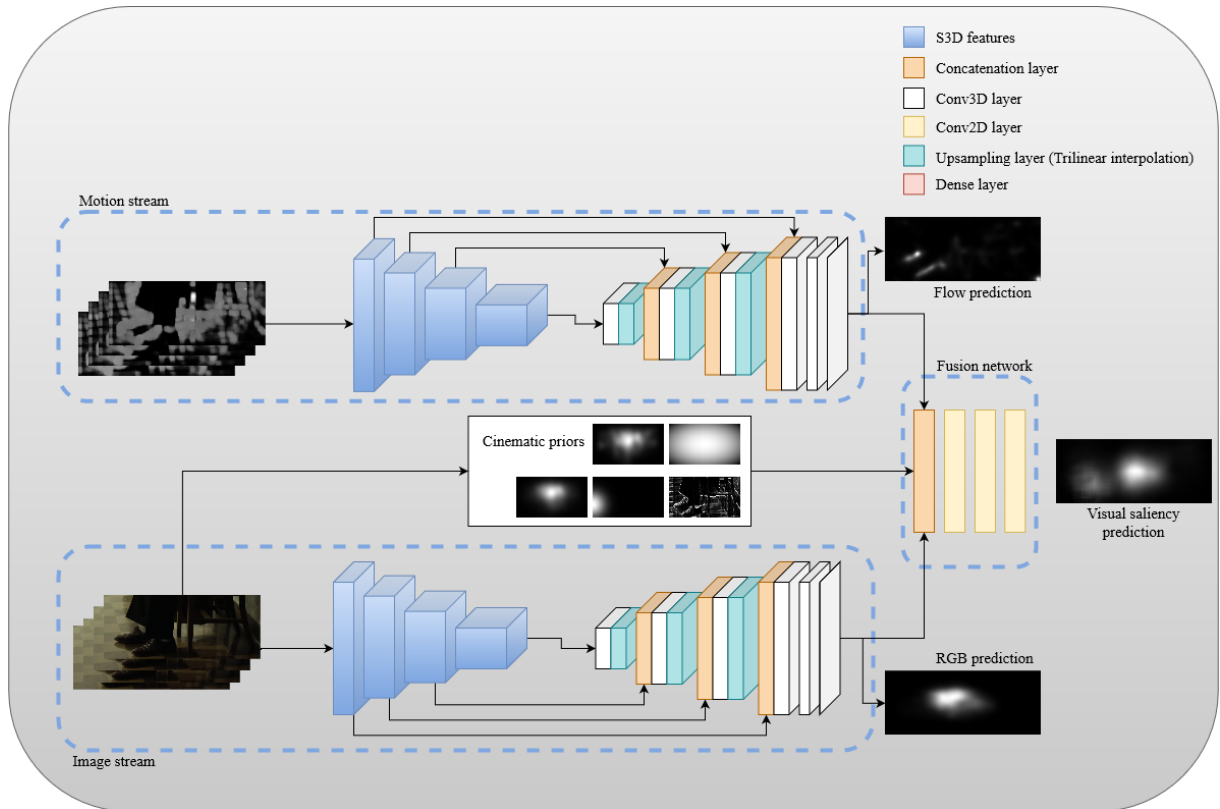 S3D features
Concatenation layer
Conv3D layer
Conv2D layer
Upsampling layer (Trilinear interpolation)
Dense layer
Motion stream
Flow prediction
Fusion network
Cinematic priors
Visual saliency
prediction
RGB prediction
Image stream